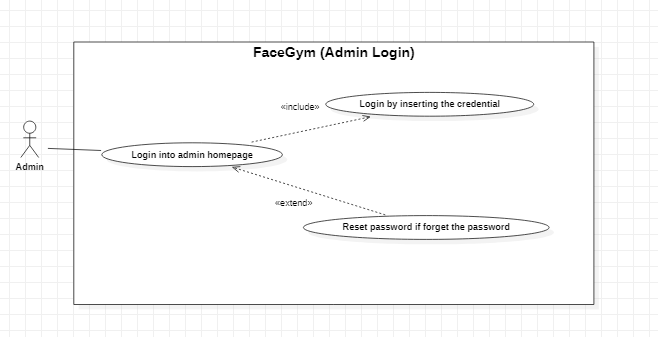 FaceGym (Admin Login)
«include»
Login by inserting the credential
Login into admin homepage
Admin
«extend»
Reset password if forget the password